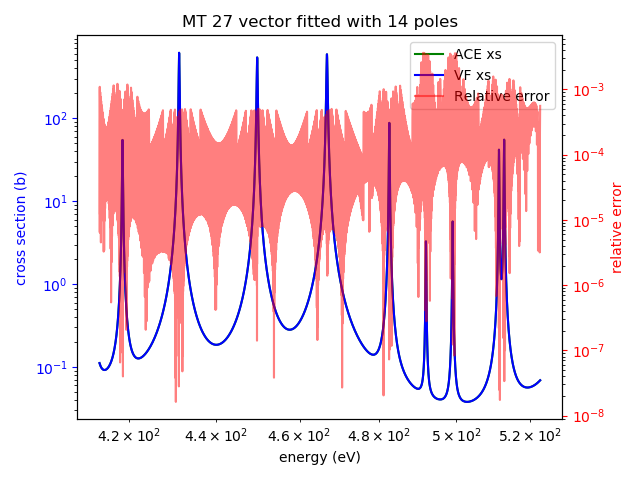 MT 27 vector fitted with 14 poles
ACE xs
VF xs
Relative error
cross section (b)
10²
10¹
10⁰
10⁻¹
10⁻³
10⁻⁴
10⁻⁵
10⁻⁶
10⁻⁷
10⁻⁸
relative error
4.2 × 10² 4.4 × 10² 4.6 × 10² 4.8 × 10² 5 × 10² 5.2 × 10²
energy (eV)